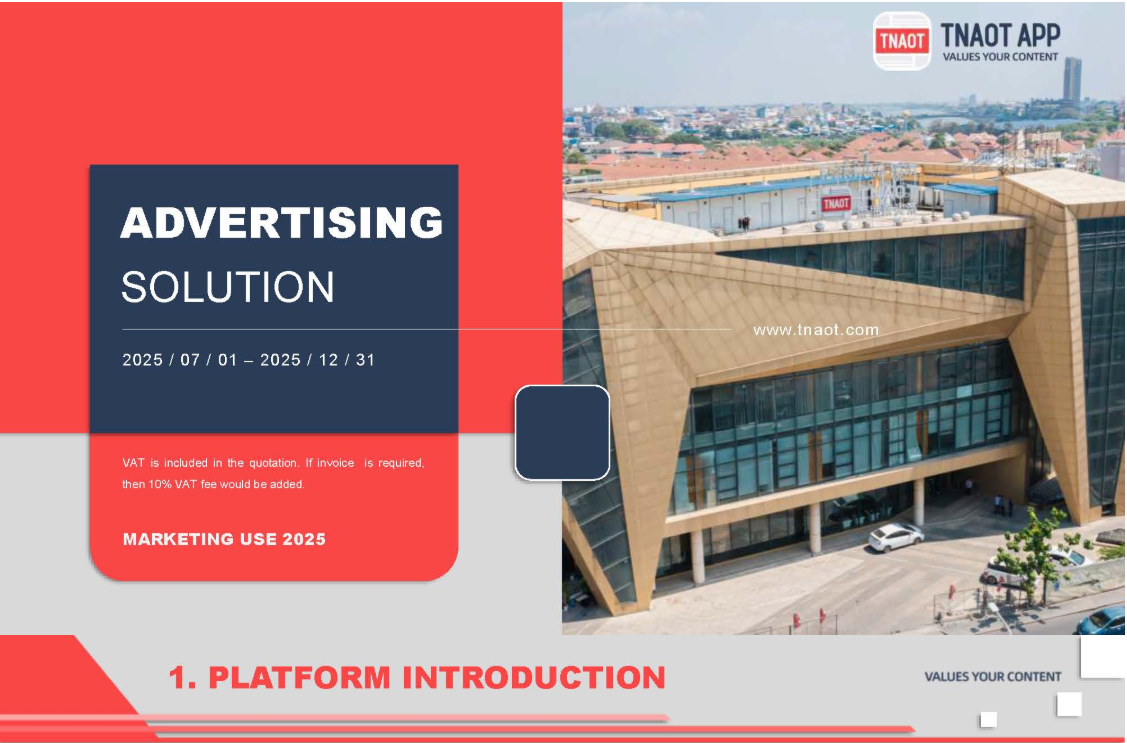 TNAOT
TNAOT APP
VALUES YOUR CONTENT
TNAOT
ADVERTISING
SOLUTION
www.tnaot.com
2025 / 07 / 01 – 2025 / 12 / 31
VAT is included in the quotation. If invoice is required,
then 10% VAT fee would be added.
MARKETING USE 2025
1. PLATFORM INTRODUCTION
VALUES YOUR CONTENT